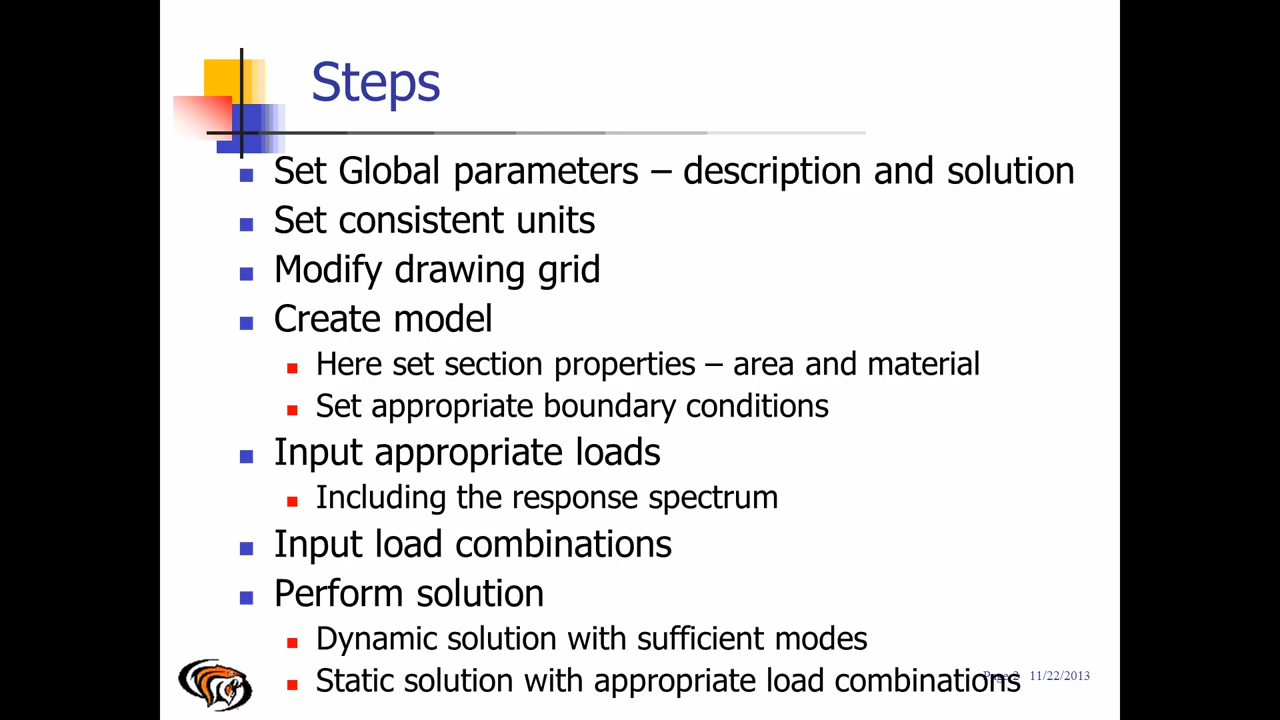 Steps
Set Global parameters – description and solution
Set consistent units
Modify drawing grid
Create model
Here set section properties – area and material
Set appropriate boundary conditions
Input appropriate loads
Including the response spectrum
Input load combinations
Perform solution
Dynamic solution with sufficient modes
Static solution with appropriate load combinations
Page 2 11/22/2013